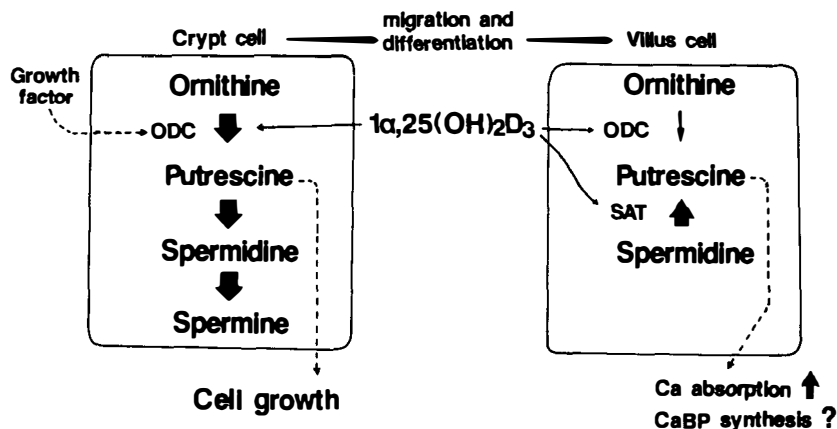 migration and
Crypt cell differentiation Villus cell
Growth
factor
Ornithine
ODC
Putrescine
Spermidine
Spermine
Cell growth
1α,25(OH)₂D₃
Ornithine
ODC
Putrescine
SAT
Spermidine
Ca absorption
CaBP synthesis ?